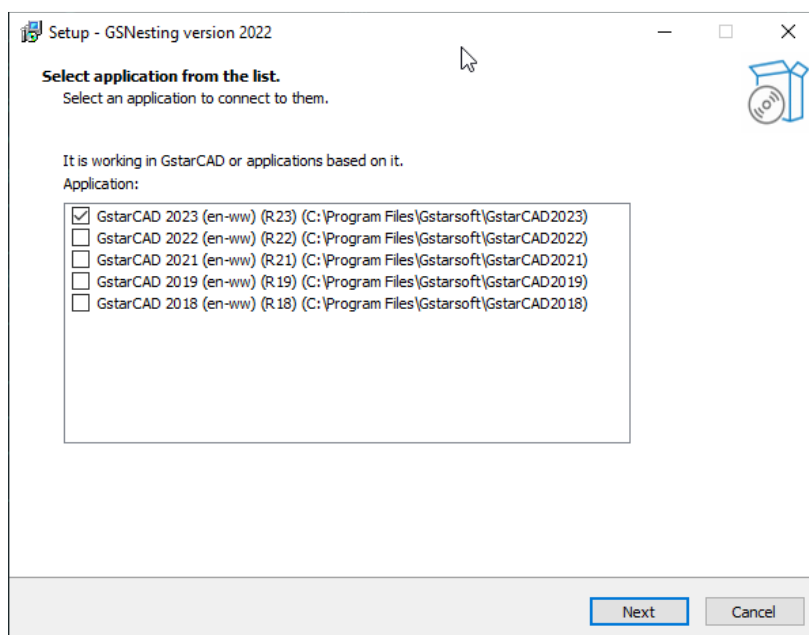 Setup - GSNesting version 2022
Select application from the list.
Select an application to connect to them.
It is working in GstarCAD or applications based on it.
Application:
GstarCAD 2023 (en-ww) (R23) (C:\Program Files\Gstarsoft\GstarCAD2023)
GstarCAD 2022 (en-ww) (R22) (C:\Program Files\Gstarsoft\GstarCAD2022)
GstarCAD 2021 (en-ww) (R21) (C:\Program Files\Gstarsoft\GstarCAD2021)
GstarCAD 2019 (en-ww) (R19) (C:\Program Files\Gstarsoft\GstarCAD2019)
GstarCAD 2018 (en-ww) (R18) (C:\Program Files\Gstarsoft\GstarCAD2018)
Next
Cancel